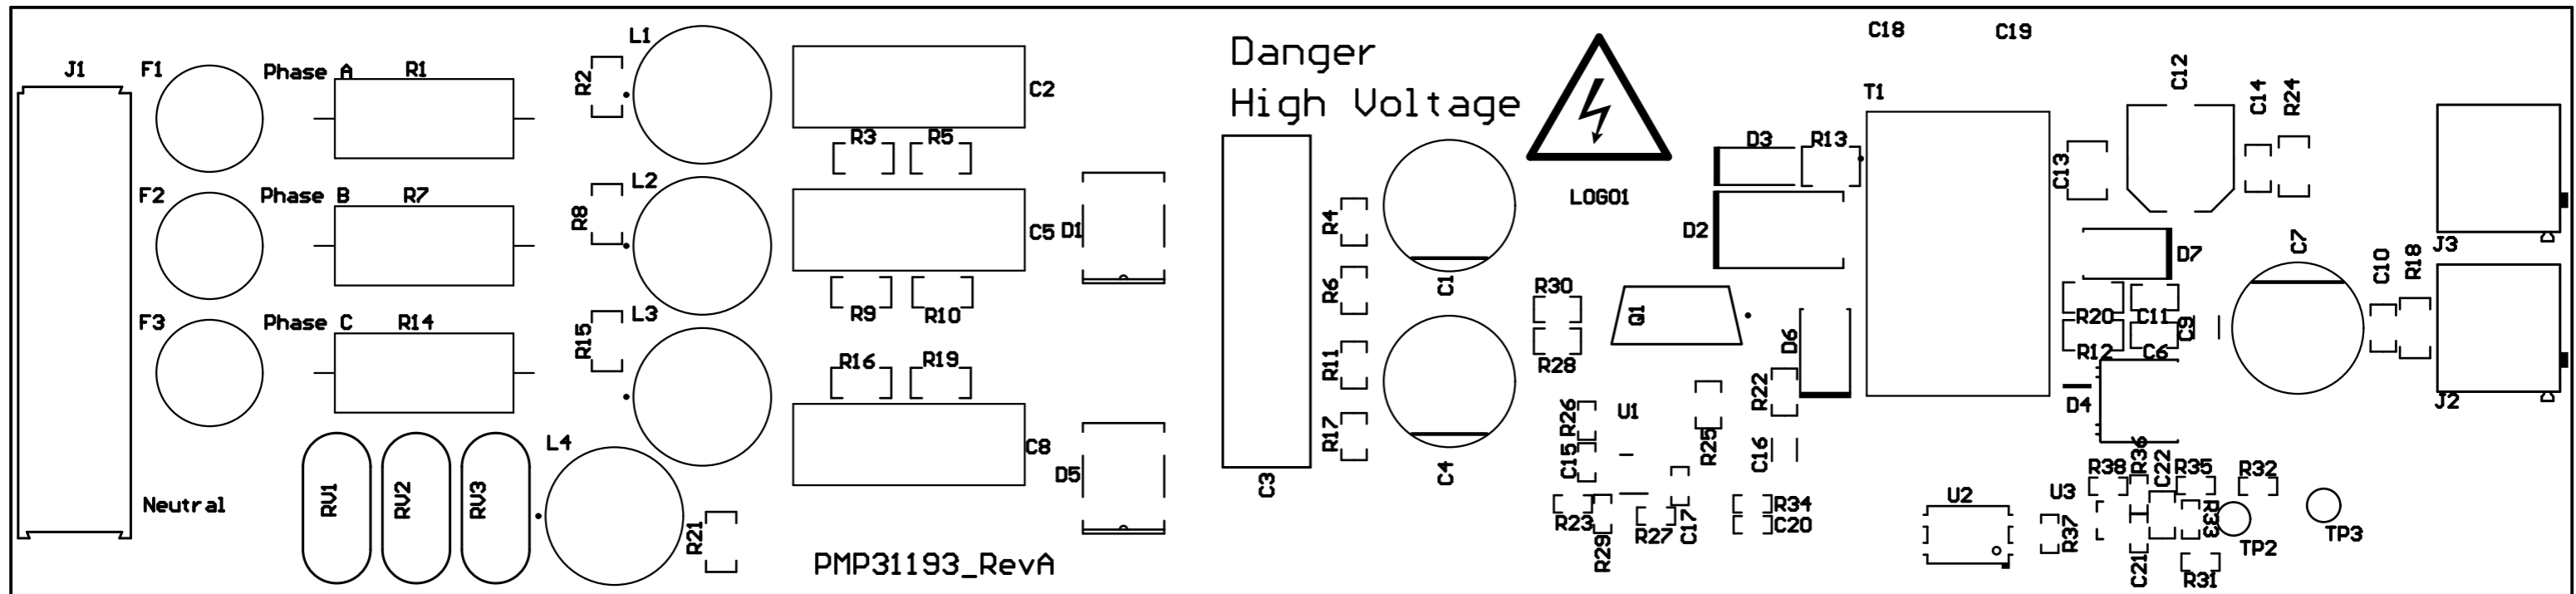 J1
F1
Phase A
R1
R2
L1
C2
R3
R5
Danger
High Voltage
LOGO1
C18
C19
T1
C12
C14
R24
D3
R13
C13
F2
Phase B
R7
R8
L2
C5
D1
R4
D2
D7
J3
C7
C10
R18
R9
R10
R6
C1
R30
Q1
D6
R20
C11
C9
F3
Phase C
R14
R15
L3
R16
R19
R11
R28
R22
R12
C6
D4
J2
L4
C8
D5
R17
C4
C3
R26
U1
C15
R25
C16
R38
R36
C22
R35
R32
Neutral
RV1
RV2
RV3
R21
PMP31193_RevA
R23
R29
R27
C17
R34
C20
U2
U3
R37
C21
R33
R31
TP2
TP3